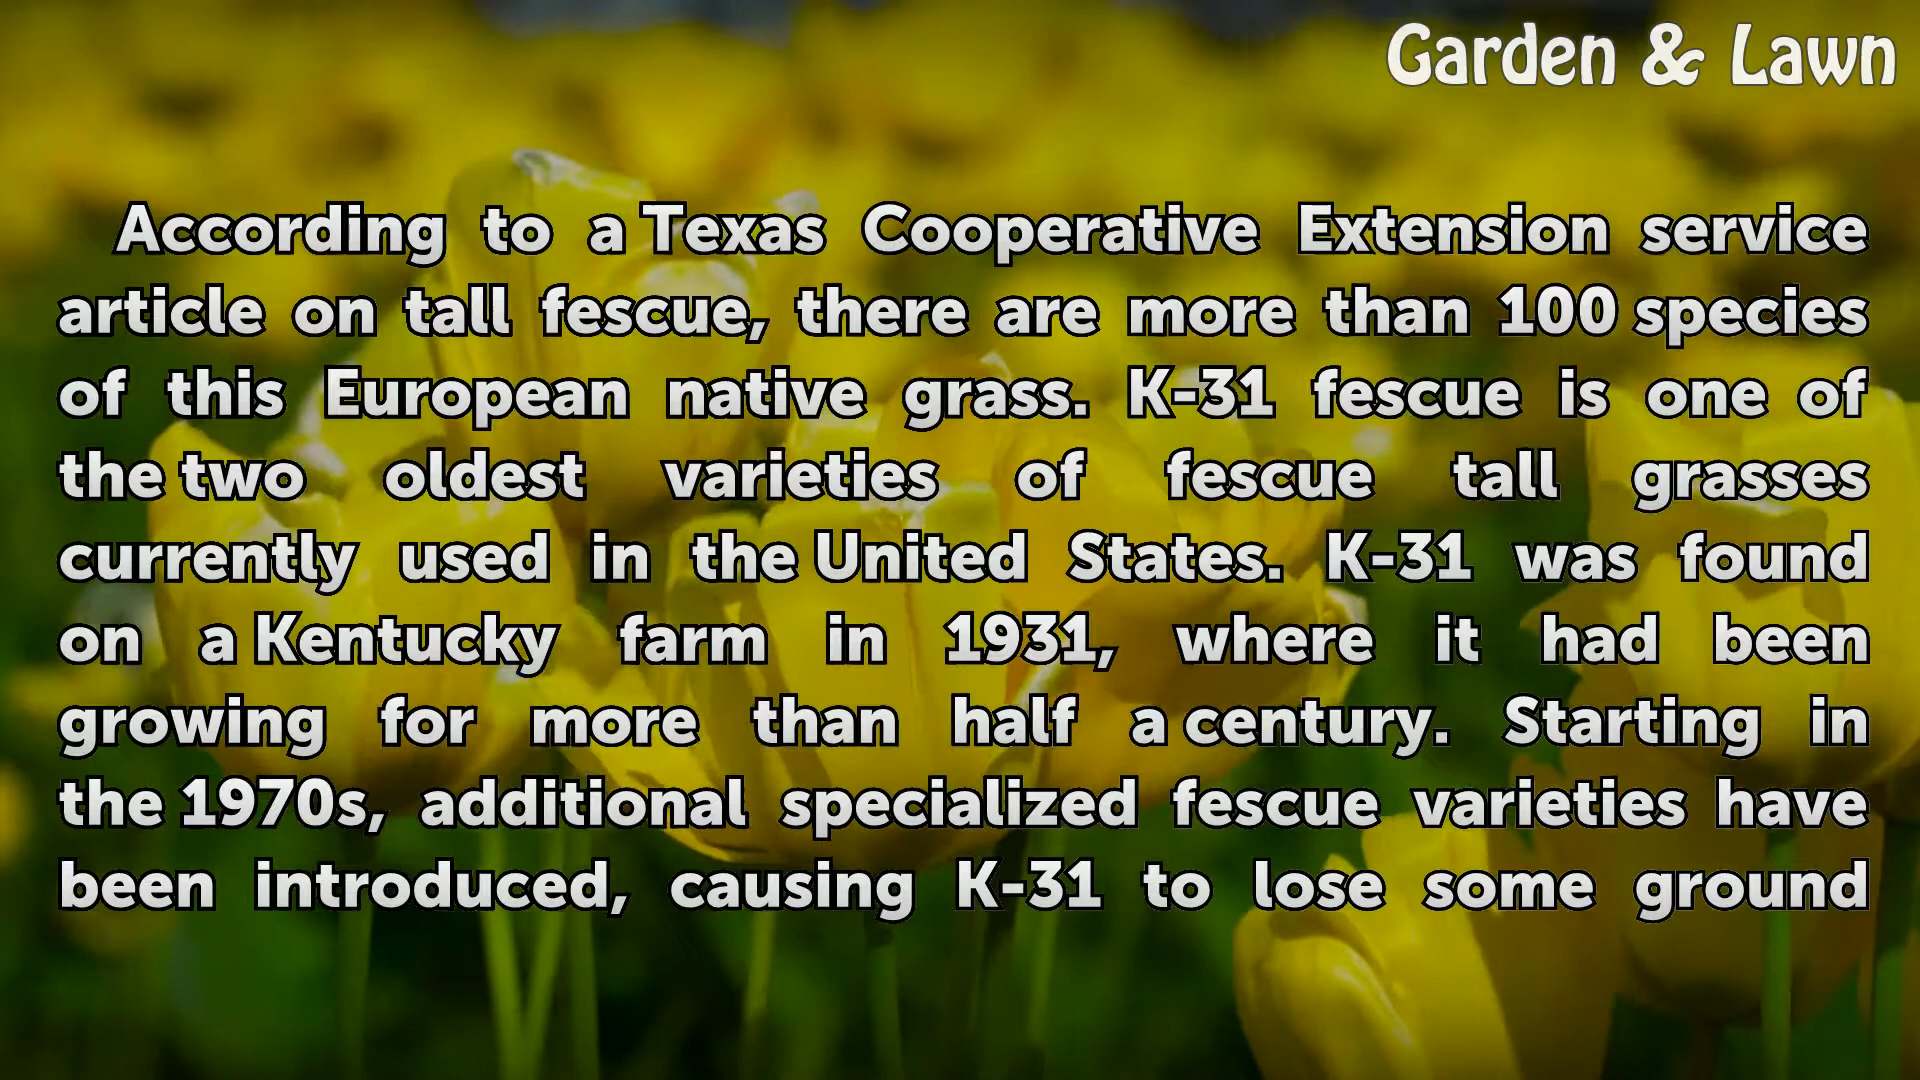 Garden & Lawn
According to a Texas Cooperative Extension service
article on tall fescue, there are more than 100 species
of this European native grass. K-31 fescue is one of
the two oldest varieties of fescue tall grasses
currently used in the United States. K-31 was found
on a Kentucky farm in 1931, where it had been
growing for more than half a century. Starting in
the 1970s, additional specialized fescue varieties have
been introduced, causing K-31 to lose some ground